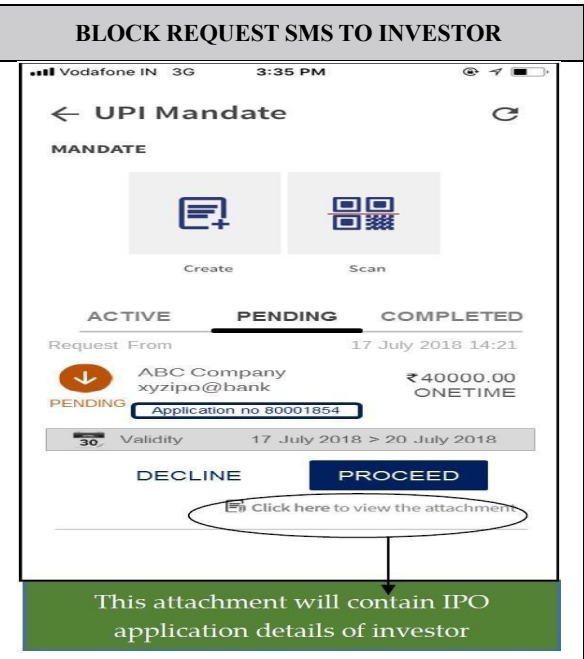 BLOCK REQUEST SMS TO INVESTOR
Vodafone IN 3G 3:35 PM
← UPI Mandate
MANDATE
Create Scan
ACTIVE PENDING COMPLETED
Request From 17 July 2018 14:21
ABC Company ₹40000.00
xyzipo@bank ONETIME
PENDING
Application no 80001854
30 Validity 17 July 2018 > 20 July 2018
DECLINE PROCEED
Click here to view the attachment
This attachment will contain IPO
application details of investor